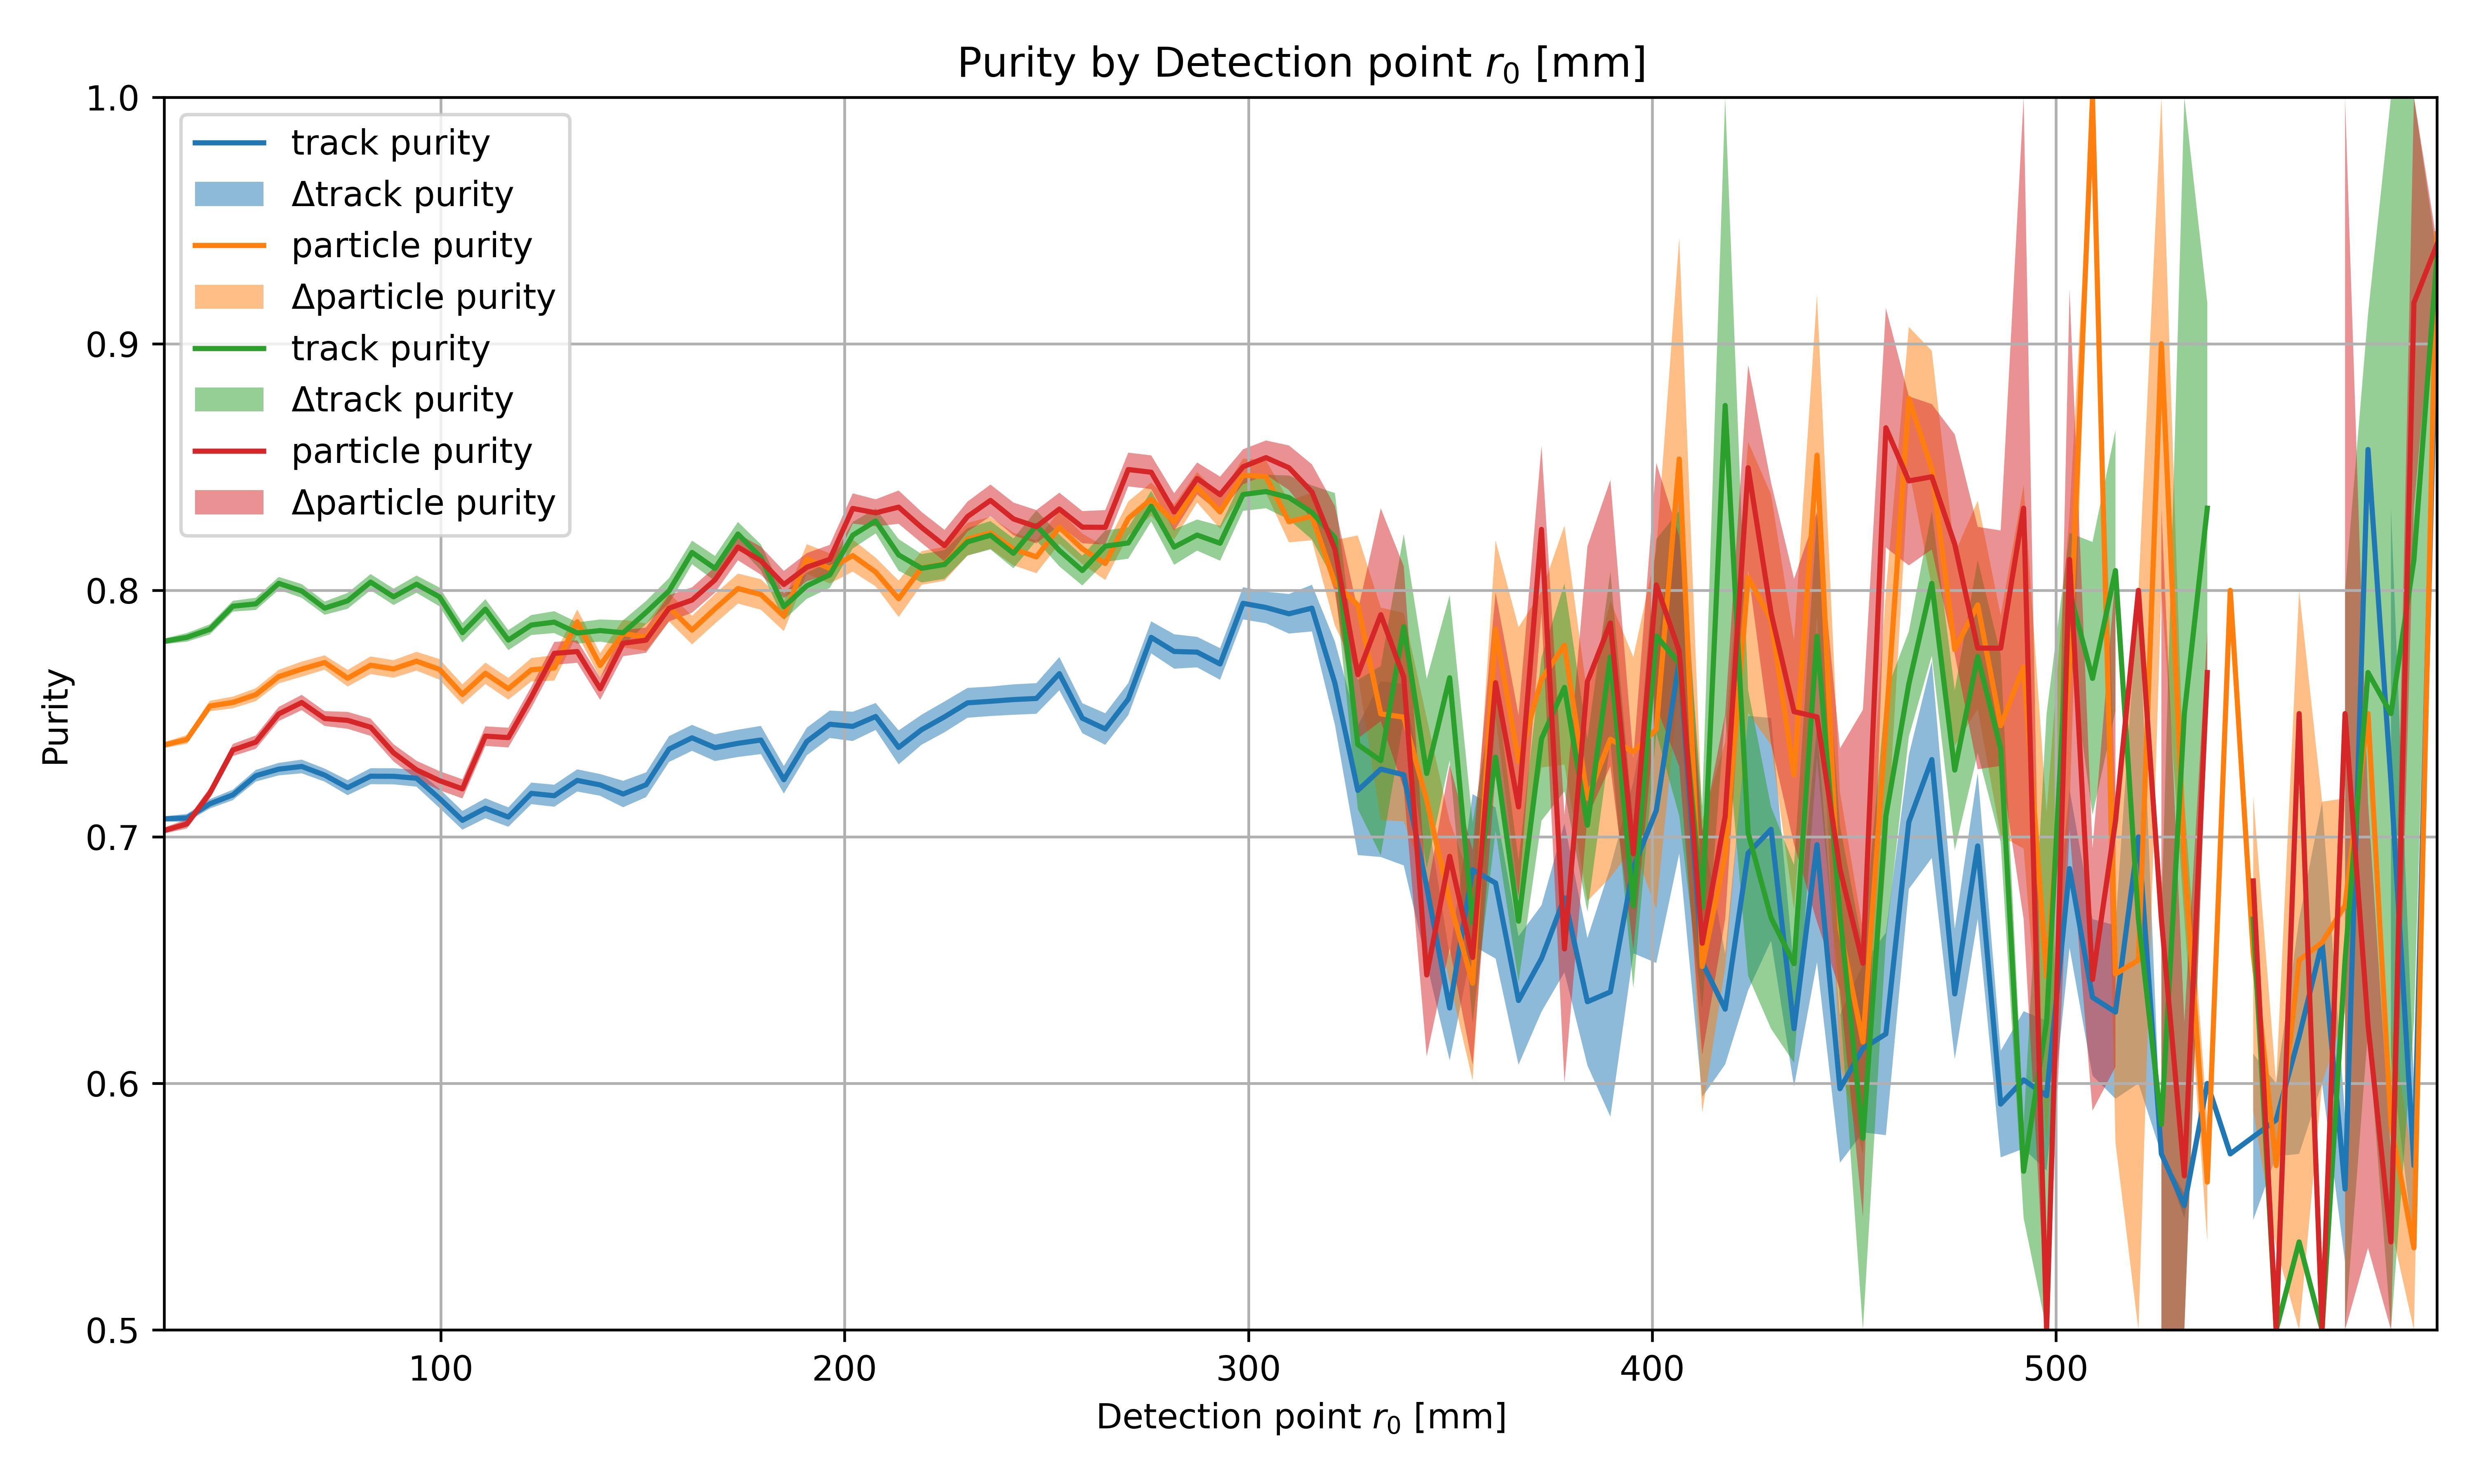 Purity by Detection point r₀ [mm]
1.0
0.9
0.8
0.7
0.6
0.5
Purity
track purity
Δtrack purity
particle purity
Δparticle purity
track purity
Δtrack purity
particle purity
Δparticle purity
100 200 300 400 500
Detection point r₀ [mm]